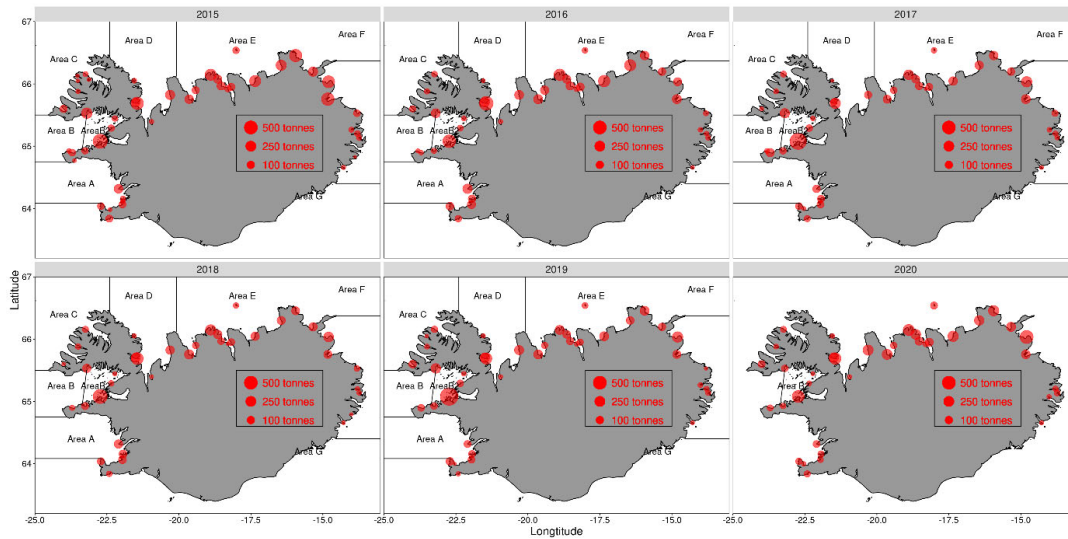 2015
2016
2017
67
66
65
64
Area C
Area D
Area E
Area F
Area B
AreaB
Area A
Area G
500 tonnes
250 tonnes
100 tonnes
Area C
Area D
Area E
Area F
Area B
AreaB
Area A
Area G
500 tonnes
250 tonnes
100 tonnes
Area C
Area D
Area E
Area F
Area B
AreaB
Area A
Area G
500 tonnes
250 tonnes
100 tonnes
2018
2019
2020
Latitude
67
66
65
64
Area C
Area D
Area E
Area F
Area B
AreaB
Area A
Area G
500 tonnes
250 tonnes
100 tonnes
Area C
Area D
Area E
Area F
Area B
AreaB
Area A
Area G
500 tonnes
250 tonnes
100 tonnes
Area B
500 tonnes
250 tonnes
100 tonnes
-25.0 -22.5 -20.0 -17.5 -15.0 -25.0 -22.5 -20.0 -17.5 -15.0 -25.0 -22.5 -20.0 -17.5 -15.0
Longtitude